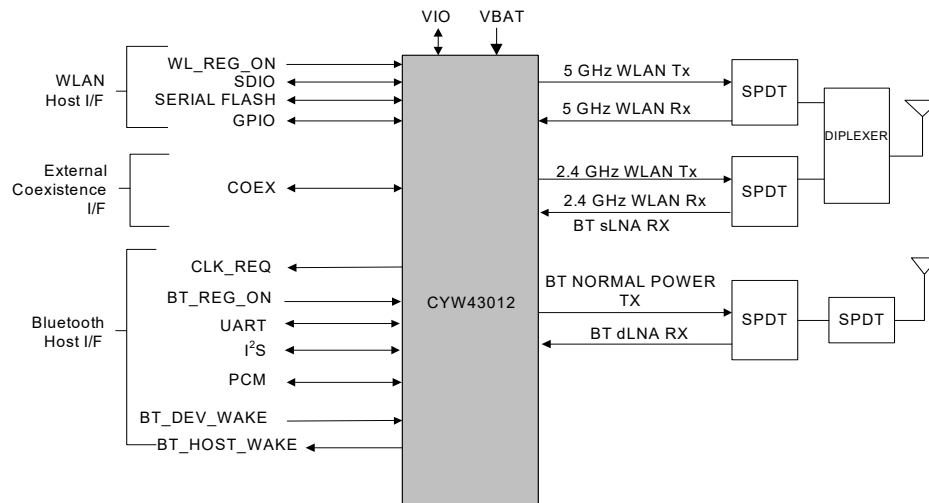 VIO
VBAT
WLAN
Host I/F
WL_REG_ON
SDIO
SERIAL FLASH
GPIO
External
Coexistence
I/F
COEX
Bluetooth
Host I/F
CLK_REQ
BT_REG_ON
UART
I²S
PCM
BT_DEV_WAKE
BT_HOST_WAKE
CYW43012
5 GHz WLAN Tx
5 GHz WLAN Rx
SPDT
2.4 GHz WLAN Tx
2.4 GHz WLAN Rx
BT sLNA RX
SPDT
DIPLEXER
BT NORMAL POWER
TX
BT dLNA RX
SPDT
SPDT